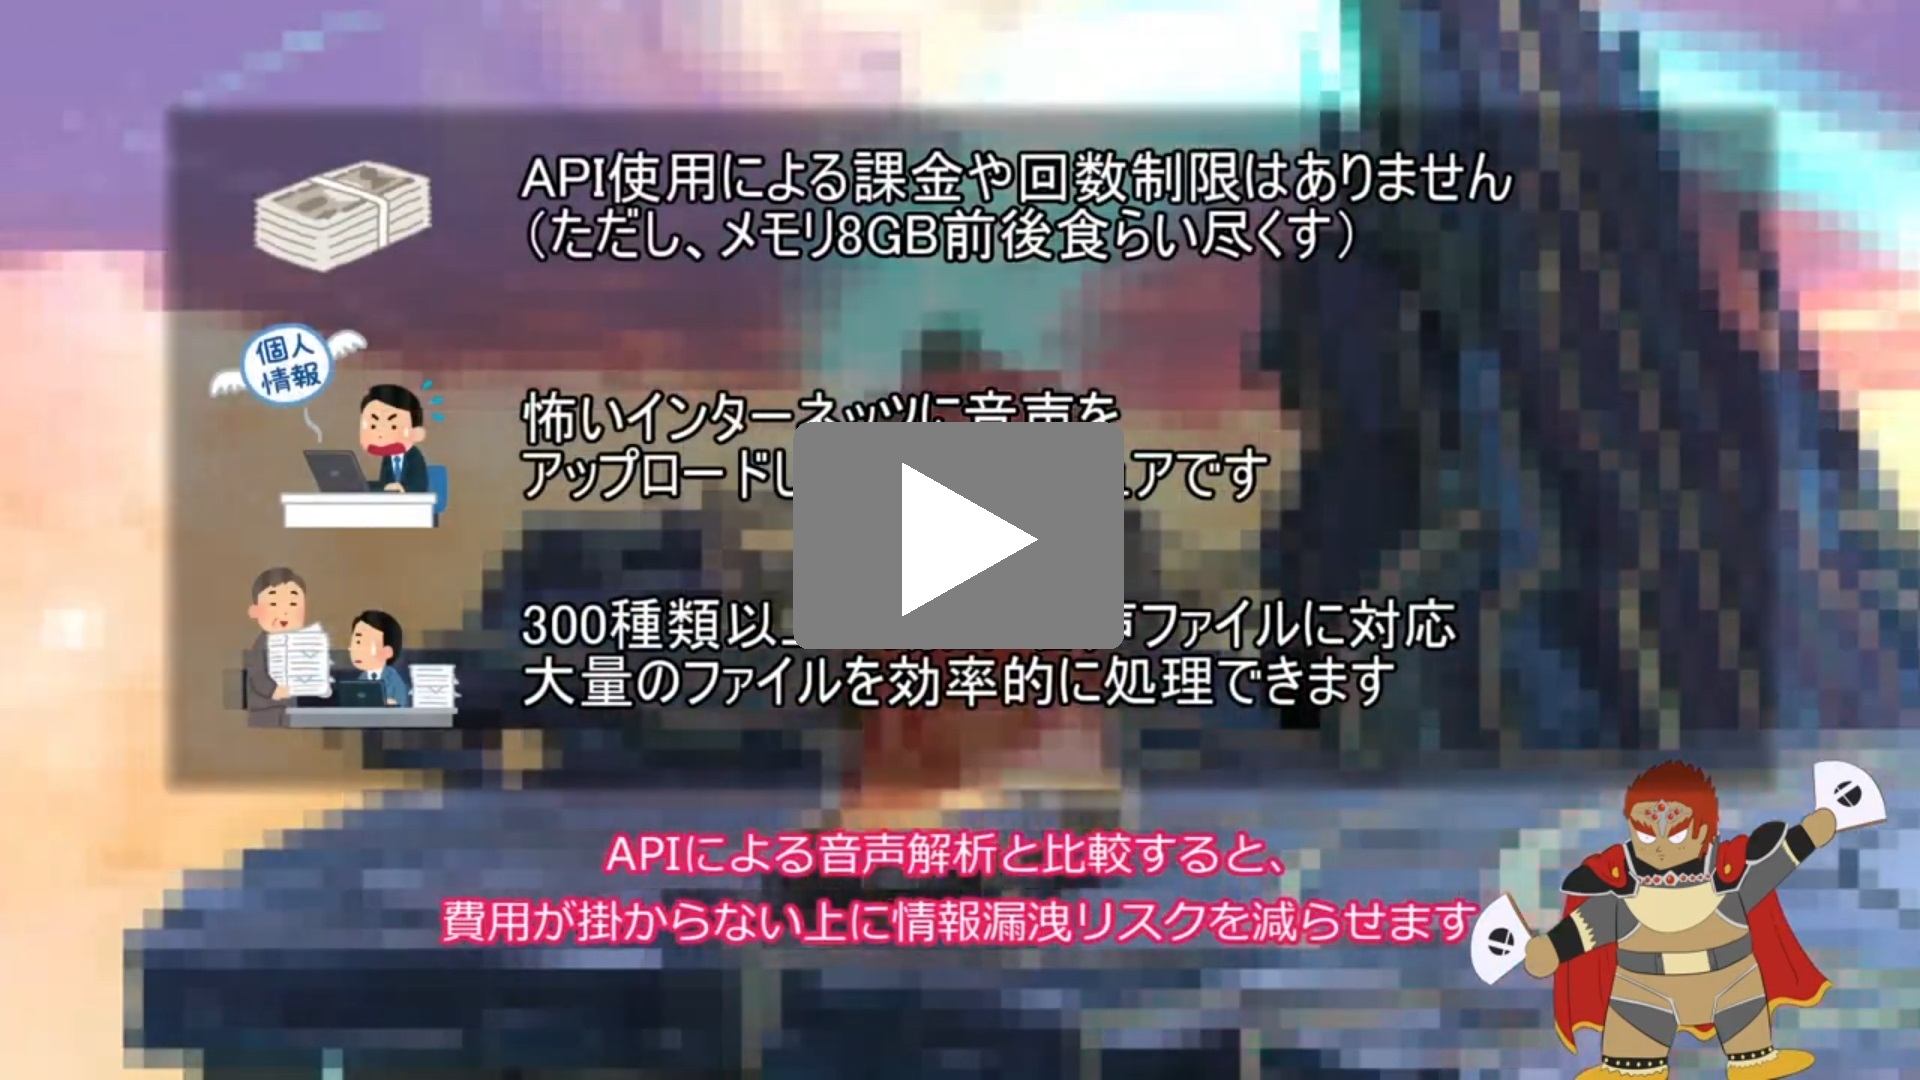 API使用による課金や回数制限はありません
（ただし、メモリ8GB前後食らい尽くす）
個人
情報
怖いインターネッツに音声を
アップロードし アです
300種類以上 ファイルに対応
大量のファイルを効率的に処理できます
APIによる音声解析と比較すると、
費用が掛からない上に情報漏洩リスクを減らせます